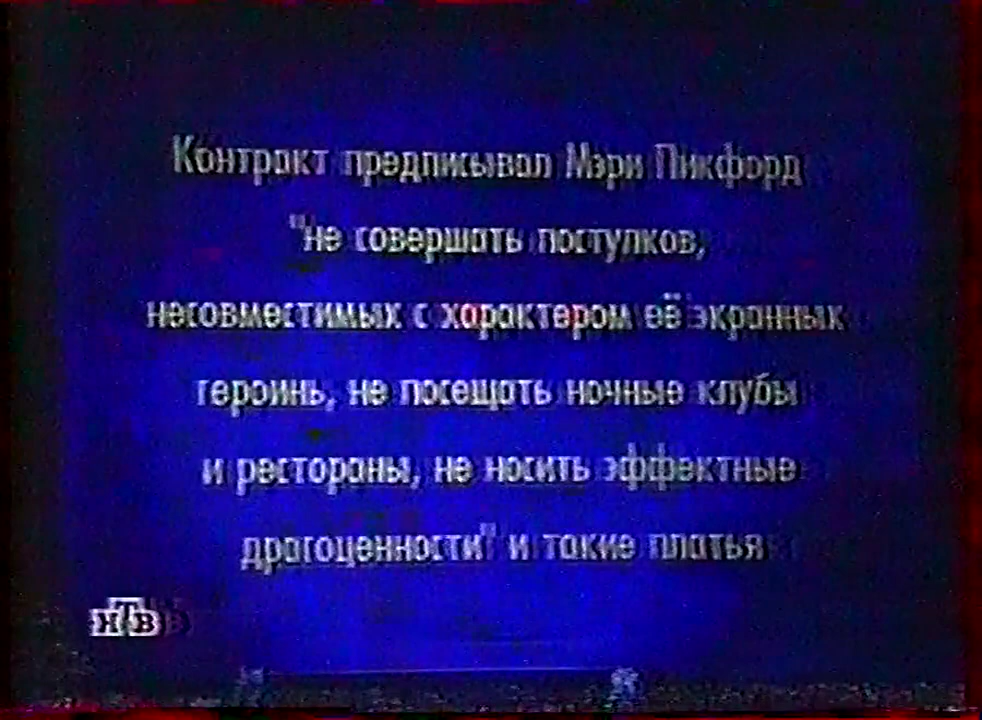 Контракт предписывал Мэри Пикфорд
"не совершать поступков,
несовместимых с характером её экранных
героинь, не посещать ночные клубы
и рестораны, не носить эффектные
драгоценности" и такие платья
НТВ